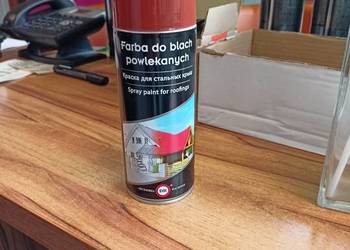 Farba do blach
powlekanych
Краска для стальных крыш
Spray paint for roofings